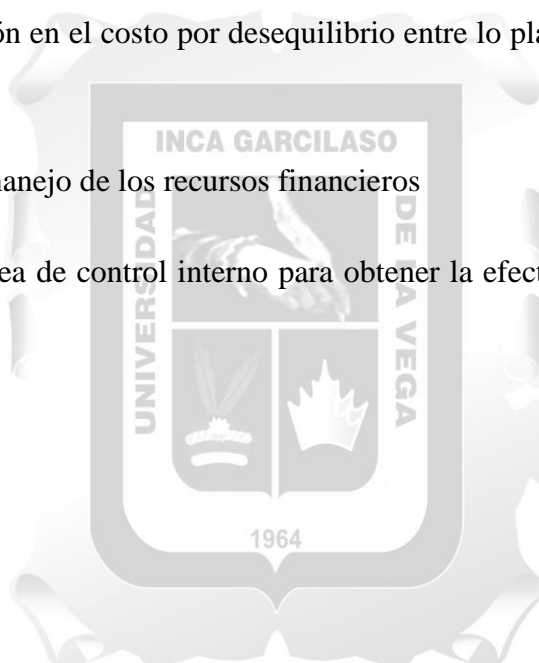 ón en el costo por desequilibrio entre lo pla
INCA GARCILASO
anejo de los recursos financieros
UNIVERSIDAD
DE LA VEGA
ea de control interno para obtener la efect
1964